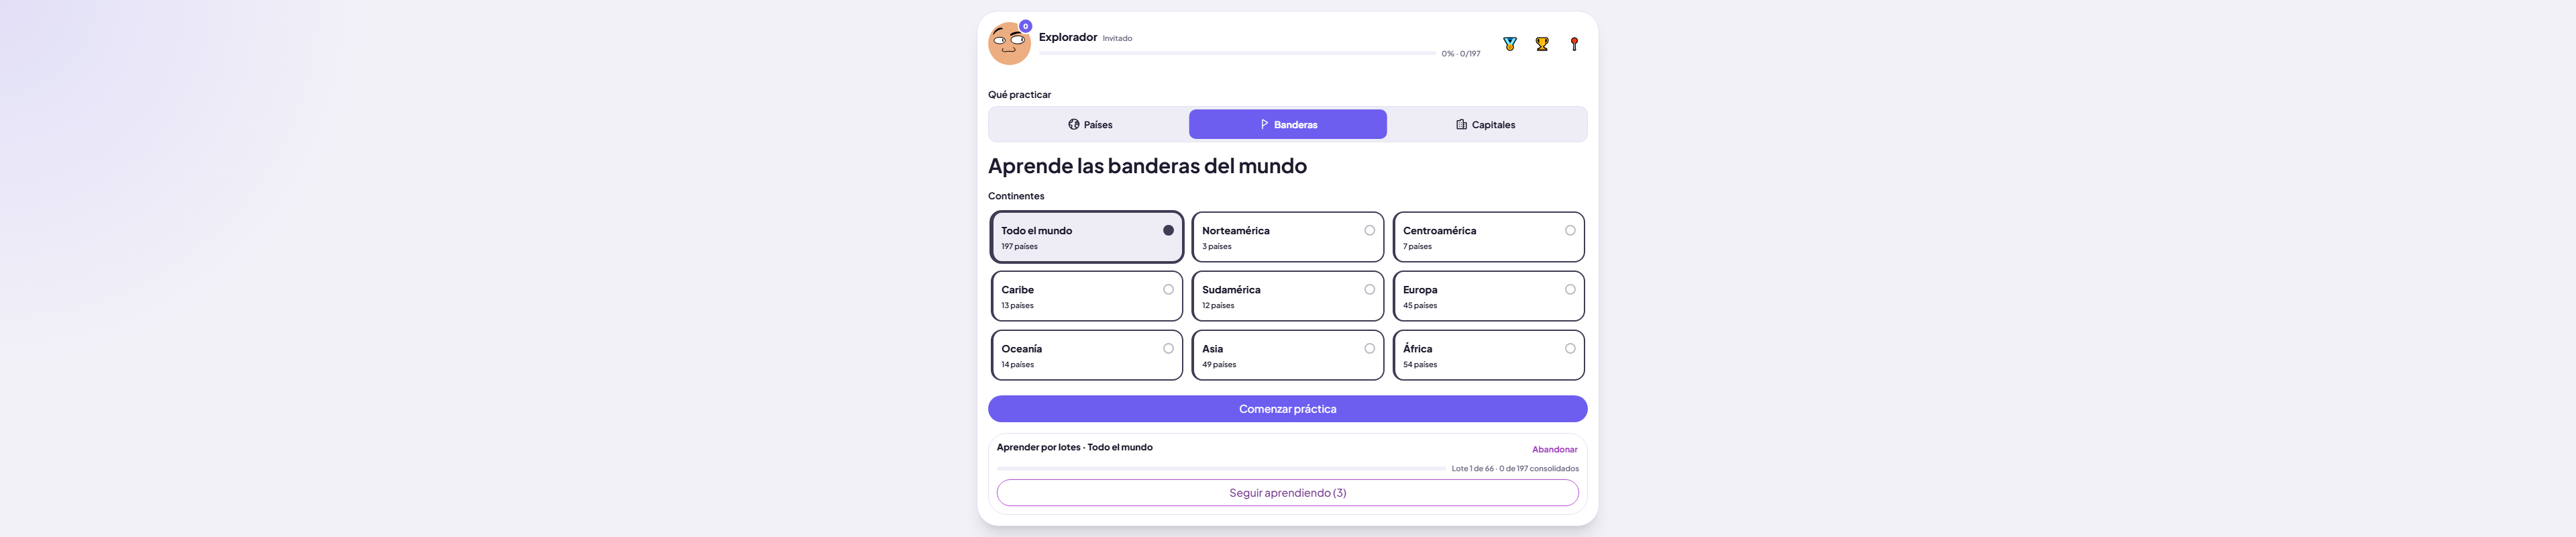 0
Explorador Invitado
0% · 0/197
Qué practicar
Países
Banderas
Capitales
Aprende las banderas del mundo
Continentes
Todo el mundo
197 países
Norteamérica
3 países
Centroamérica
7 países
Caribe
13 países
Sudamérica
12 países
Europa
45 países
Oceanía
14 países
Asia
49 países
África
54 países
Comenzar práctica
Aprender por lotes · Todo el mundo
Abandonar
Lote 1 de 66 · 0 de 197 consolidados
Seguir aprendiendo (3)